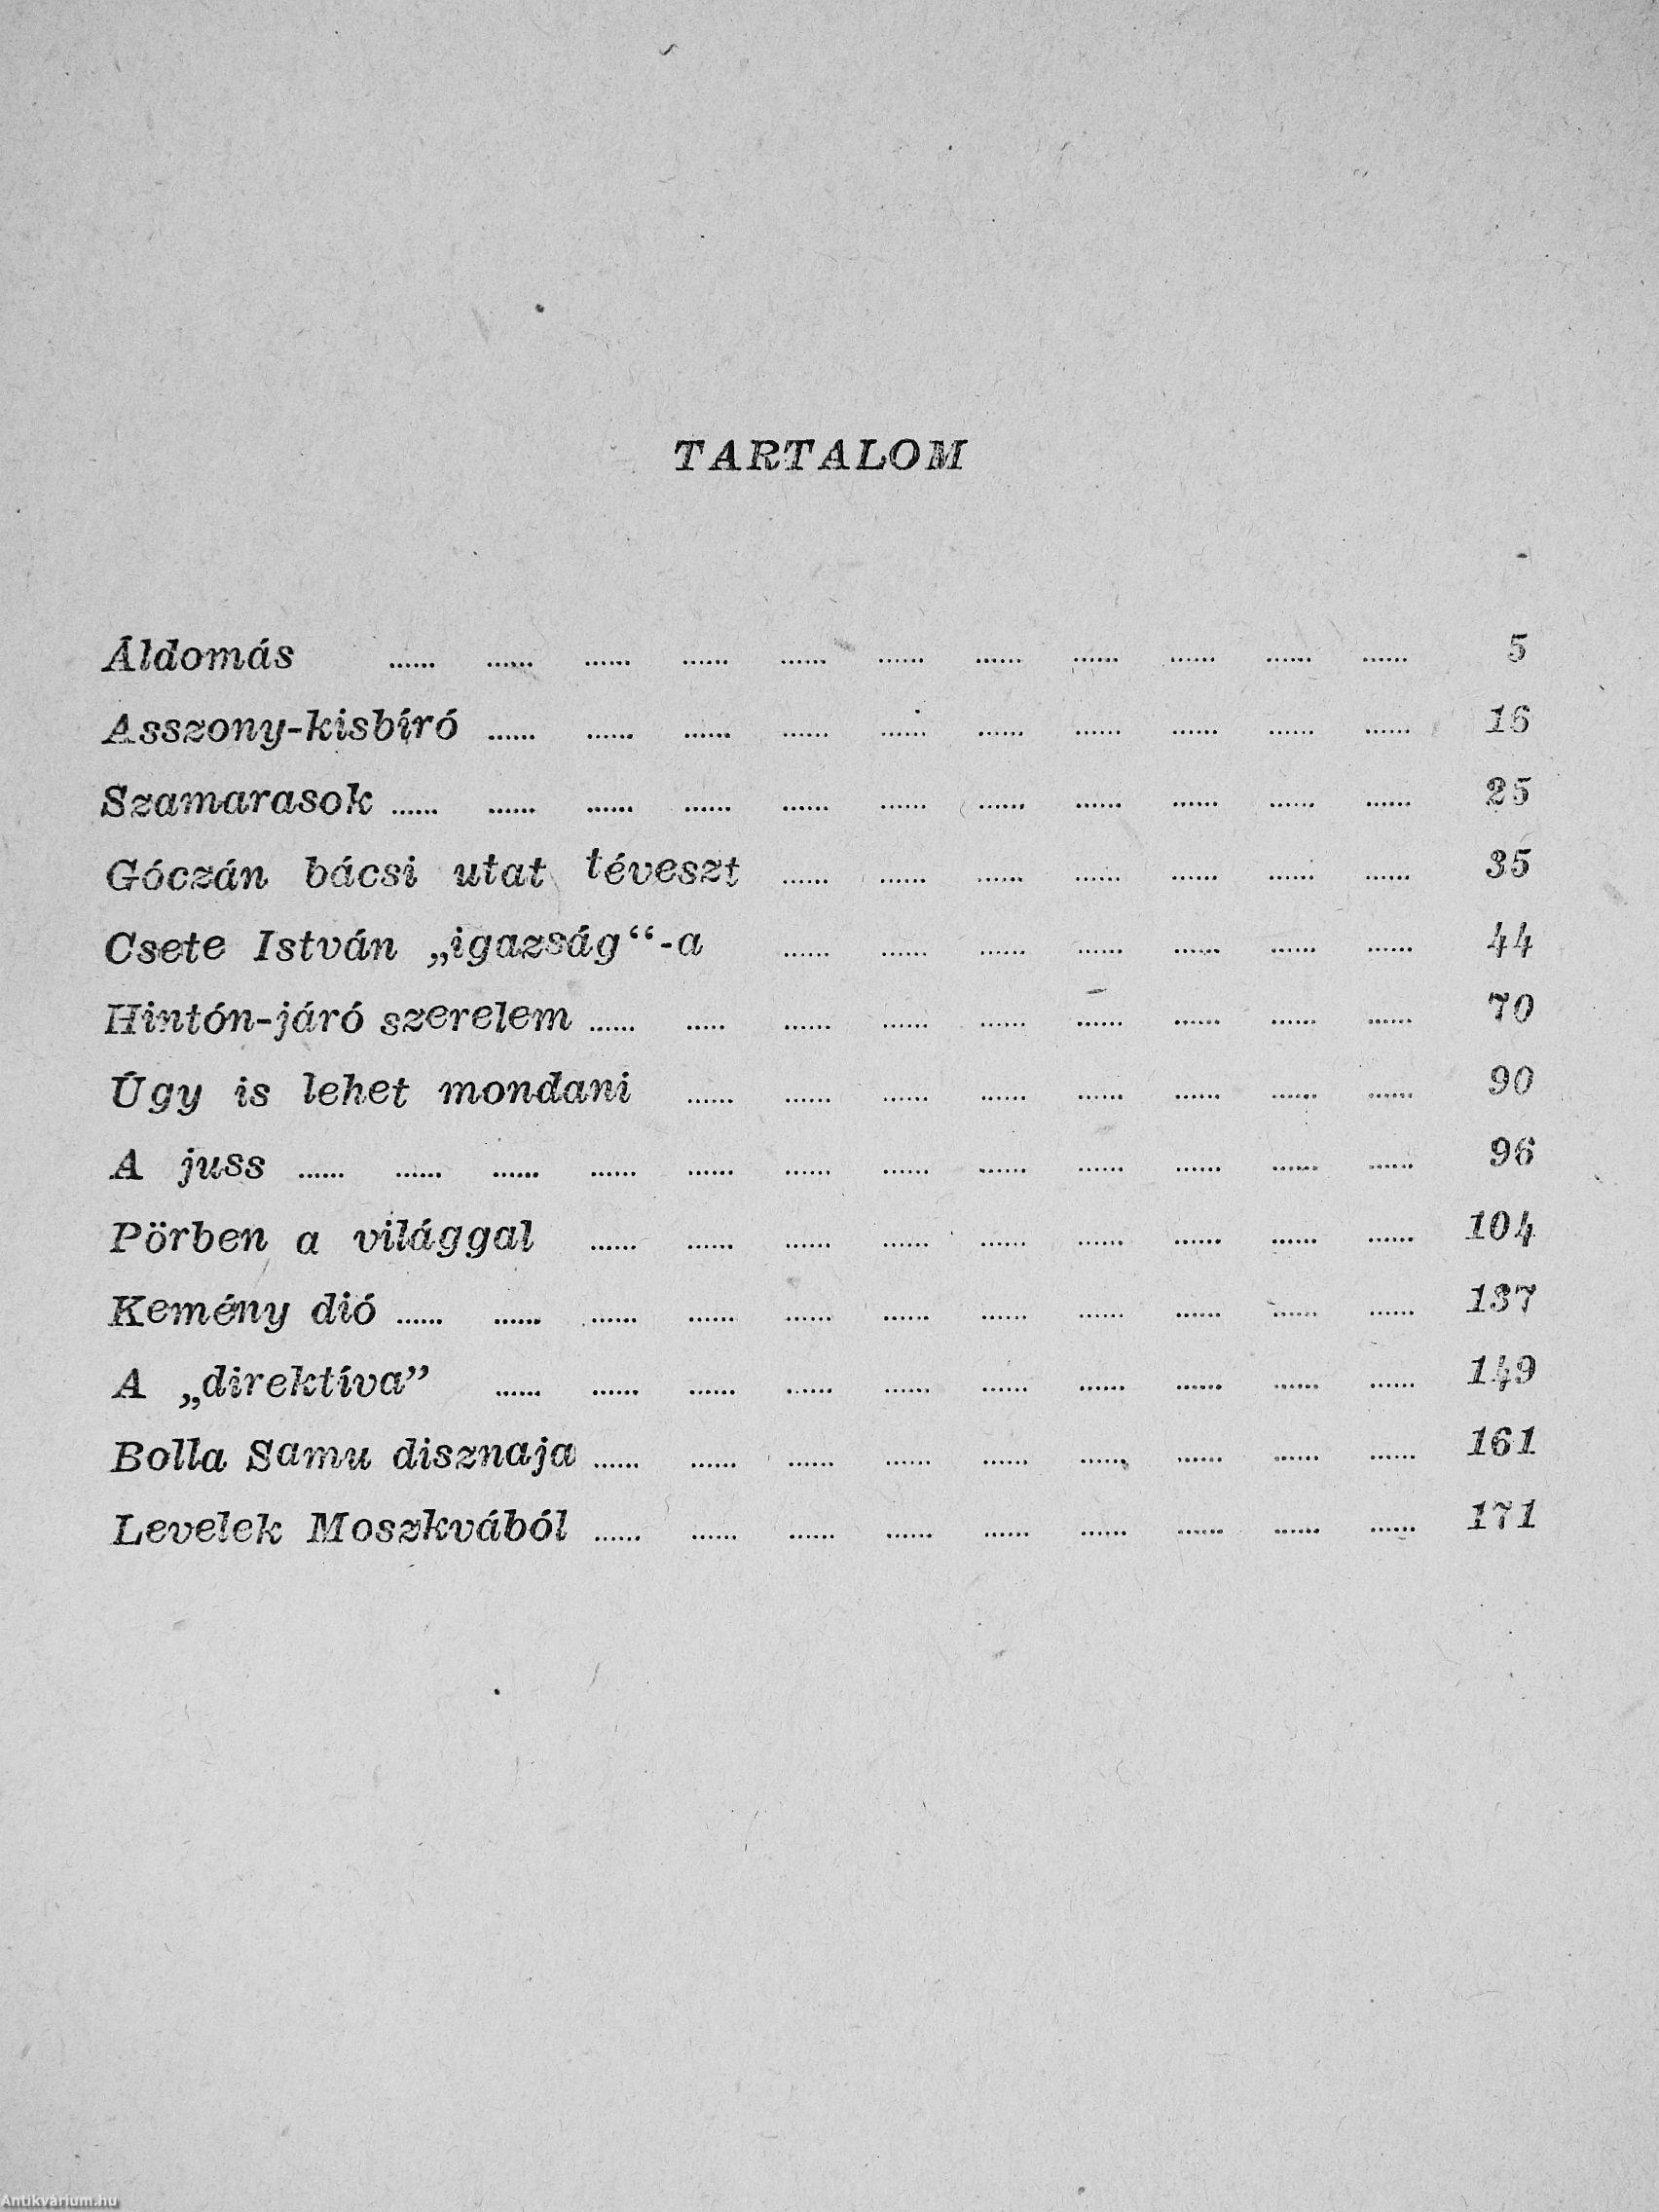 TARTALOM
Áldomás ...... ...... ...... ...... ...... ...... ...... ...... ...... ...... ...... 5
Asszony-kisbíró ...... ...... ...... ...... ...... ...... ...... ...... ...... ...... 16
Szamarasok ...... ...... ...... ...... ...... ...... ...... ...... ...... ...... ...... 25
Góczán bácsi utat téveszt ...... ...... ...... ...... ...... ...... ...... 35
Csete István „igazság“-a ...... ...... ...... ...... ...... ...... ...... 44
Hintón-járó szerelem ...... ...... ...... ...... ...... ...... ...... ...... ...... 70
Úgy is lehet mondani ...... ...... ...... ...... ...... ...... ...... ...... 90
A juss ...... ...... ...... ...... ...... ...... ...... ...... ...... ...... ...... ...... 96
Pörben a világgal ...... ...... ...... ...... ...... ...... ...... ...... ...... 104
Kemény dió ...... ...... ...... ...... ...... ...... ...... ...... ...... ...... ...... 137
A „direktíva” ...... ...... ...... ...... ...... ...... ...... ...... ...... ...... 149
Bolla Samu disznaja ...... ...... ...... ...... ...... ...... ...... ...... ...... 161
Levelek Moszkvából ...... ...... ...... ...... ...... ...... ...... ...... ...... 171
Antikvárium.hu